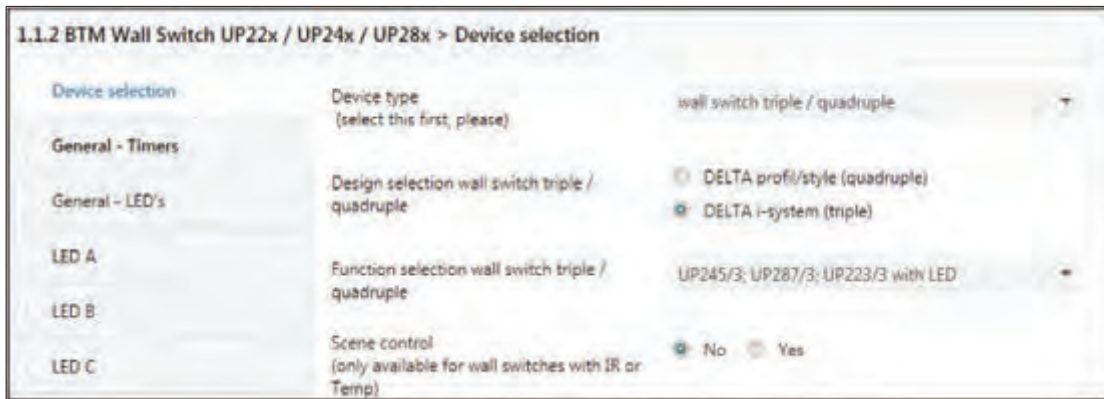 1.1.2 BTM Wall Switch UP22x / UP24x / UP28x > Device selection
Device selection
General - Timers
General - LED's
LED A
LED B
LED C
Device type
(select this first, please)
wall switch triple / quadruple
Design selection wall switch triple /
quadruple
DELTA profil/style (quadruple)
DELTA i-system (triple)
Function selection wall switch triple /
quadruple
UP245/3; UP287/3; UP223/3 with LED
Scene control
(only available for wall switches with IR or
Temp)
No Yes